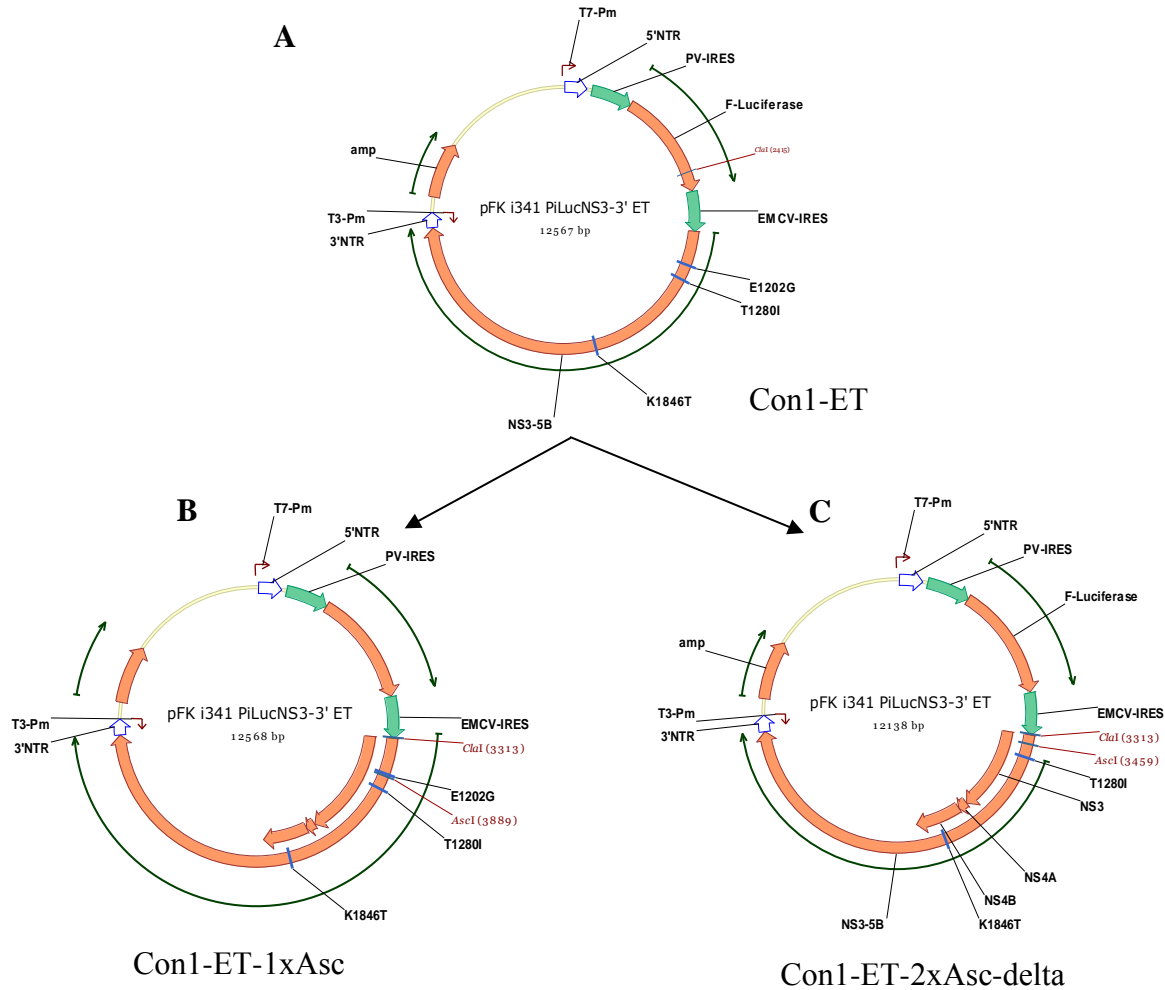 A
T7-Pm
5'NTR
PV-IRES
F-Luciferase
ClaI (2415)
amp
pFK i341 PiLucNS3-3' ET
12567 bp
T3-Pm
3'NTR
EMCV-IRES
E1202G
T1280I
K1846T
NS3-5B
Con1-ET
B
T7-Pm
5'NTR
PV-IRES
pFK i341 PiLucNS3-3' ET
12568 bp
T3-Pm
3'NTR
EMCV-IRES
ClaI (3313)
E1202G
AscI (3889)
T1280I
K1846T
Con1-ET-1xAsc
C
T7-Pm
5'NTR
PV-IRES
F-Luciferase
amp
pFK i341 PiLucNS3-3' ET
12138 bp
T3-Pm
3'NTR
EMCV-IRES
ClaI (3313)
AscI (3459)
T1280I
NS3
NS4A
NS4B
K1846T
NS3-5B
Con1-ET-2xAsc-delta